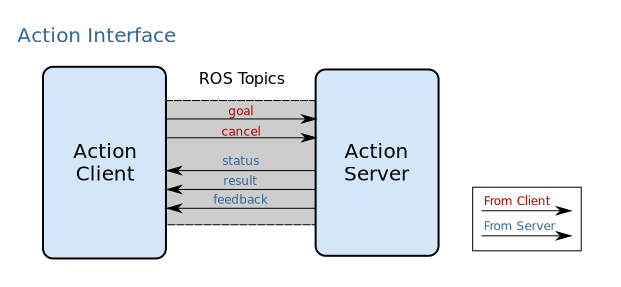 Action Interface
ROS Topics
goal
cancel
status
result
feedback
Action
Client
Action
Server
From Client
From Server